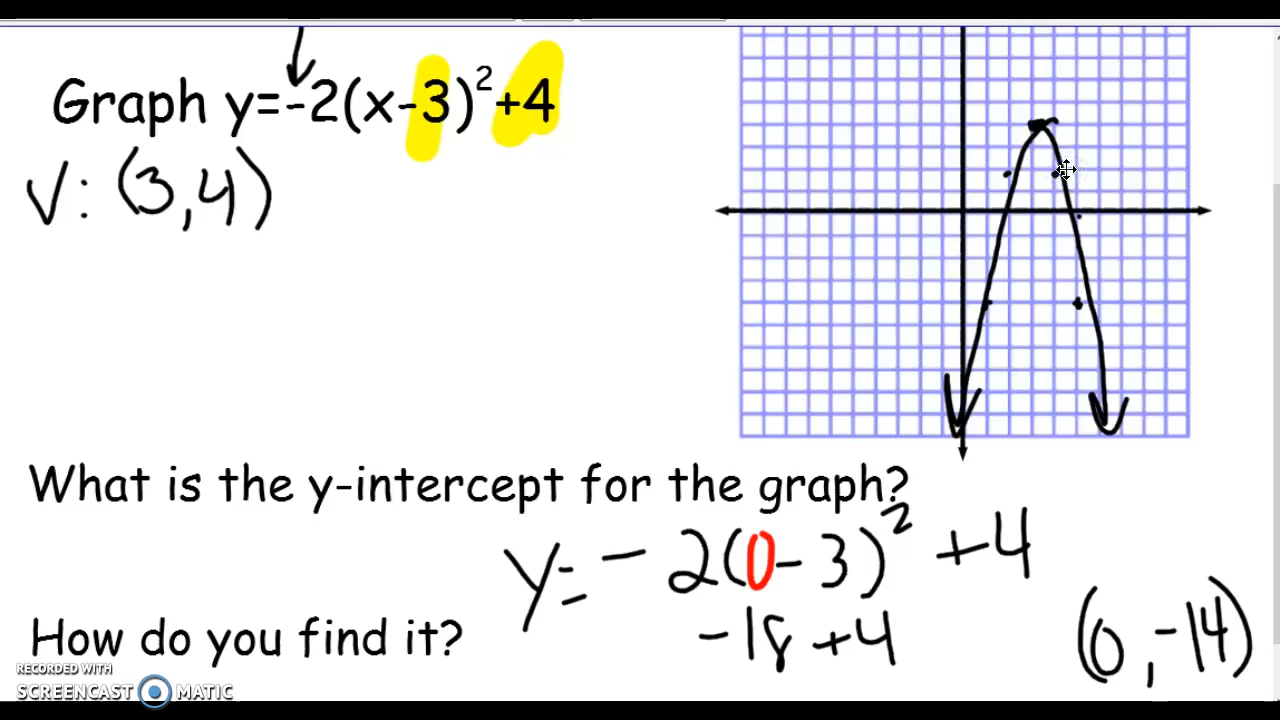 Graph y=-2(x-3)²+4
V: (3,4)
What is the y-intercept for the graph?
y= -2(0-3)² +4
How do you find it?
-18 +4
(0, -14)
RECORDED WITH
SCREENCAST MATIC